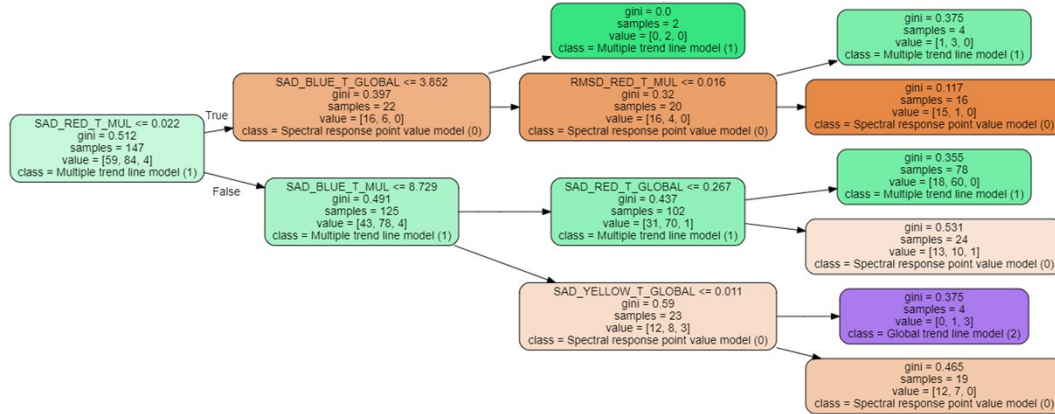 SAD_RED_T_MUL <= 0.022
gini = 0.512
samples = 147
value = [59, 84, 4]
class = Multiple trend line model (1)
True
False
SAD_BLUE_T_GLOBAL <= 3.852
gini = 0.397
samples = 22
value = [16, 6, 0]
class = Spectral response point value model (0)
SAD_BLUE_T_MUL <= 8.729
gini = 0.491
samples = 125
value = [43, 78, 4]
class = Multiple trend line model (1)
gini = 0.0
samples = 2
value = [0, 2, 0]
class = Multiple trend line model (1)
RMSD_RED_T_MUL <= 0.016
gini = 0.32
samples = 20
value = [16, 4, 0]
class = Spectral response point value model (0)
SAD_RED_T_GLOBAL <= 0.267
gini = 0.437
samples = 102
value = [31, 70, 1]
class = Multiple trend line model (1)
SAD_YELLOW_T_GLOBAL <= 0.011
gini = 0.59
samples = 23
value = [12, 8, 3]
class = Spectral response point value model (0)
gini = 0.375
samples = 4
value = [1, 3, 0]
class = Multiple trend line model (1)
gini = 0.117
samples = 16
value = [15, 1, 0]
class = Spectral response point value model (0)
gini = 0.355
samples = 78
value = [18, 60, 0]
class = Multiple trend line model (1)
gini = 0.531
samples = 24
value = [13, 10, 1]
class = Spectral response point value model (0)
gini = 0.375
samples = 4
value = [0, 1, 3]
class = Global trend line model (2)
gini = 0.465
samples = 19
value = [12, 7, 0]
class = Spectral response point value model (0)